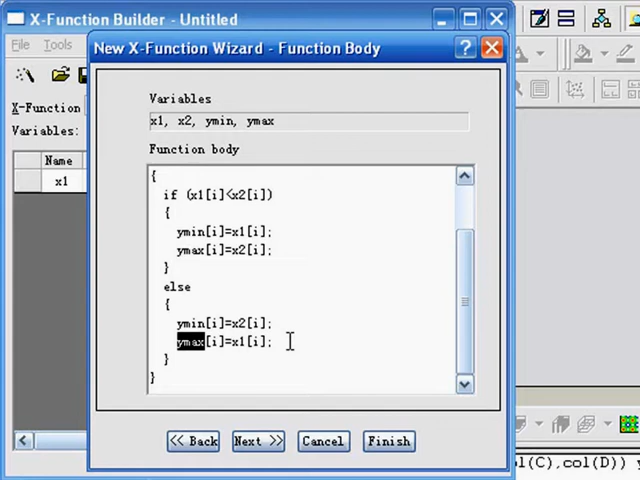 X-Function Builder - Untitled
File Tools
New X-Function Wizard - Function Body
X-Function
Variables:
Name
x1
Variables
x1, x2, ymin, ymax
Function body
{
if (x1[i]<x2[i])
{
ymin[i]=x1[i];
ymax[i]=x2[i];
}
else
{
ymin[i]=x2[i];
ymax[i]=x1[i];
}
}
<< Back
Next >>
Cancel
Finish
(C),col(D))